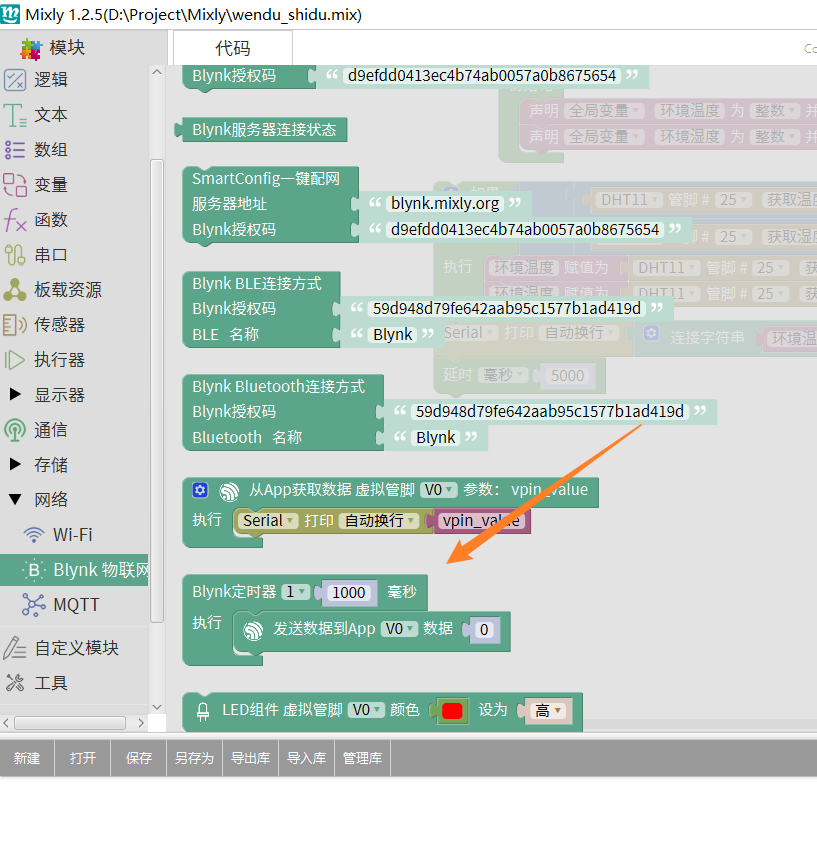 Mixly 1.2.5(D:\Project\Mixly\wendu_shidu.mix)
模块
代码
Co
逻辑
文本
数组
变量
函数
串口
板载资源
传感器
执行器
显示器
通信
存储
网络
Wi-Fi
Blynk 物联网
MQTT
自定义模块
工具
Blynk授权码 “ d9efdd0413ec4b74ab0057a0b8675654 ”
Blynk服务器连接状态
SmartConfig一键配网
服务器地址 “ blynk.mixly.org ”
Blynk授权码 “ d9efdd0413ec4b74ab0057a0b8675654 ”
Blynk BLE连接方式
Blynk授权码 “ 59d948d79fe642aab95c1577b1ad419d ”
BLE 名称 “ Blynk ”
Blynk Bluetooth连接方式
Blynk授权码 “ 59d948d79fe642aab95c1577b1ad419d ”
Bluetooth 名称 “ Blynk ”
从App获取数据 虚拟管脚 V0 参数： vpin_value
执行 Serial 打印 自动换行 vpin_value
Blynk定时器 1 1000 毫秒
执行 发送数据到App V0 数据 0
LED组件 虚拟管脚 V0 颜色 设为 高
声明 全局变量 环境温度 为 整数 并
声明 全局变量 环境湿度 为 整数 并
如果
DHT11 管脚 # 25 获取温度
管脚 # 25 获取湿度
执行 环境温度 赋值为 DHT11 管脚 # 25 获
环境湿度 赋值为 DHT11 管脚 # 25 获
Serial 打印 自动换行 连接字符串 环境温
延时 毫秒 5000
新建 打开 保存 另存为 导出库 导入库 管理库